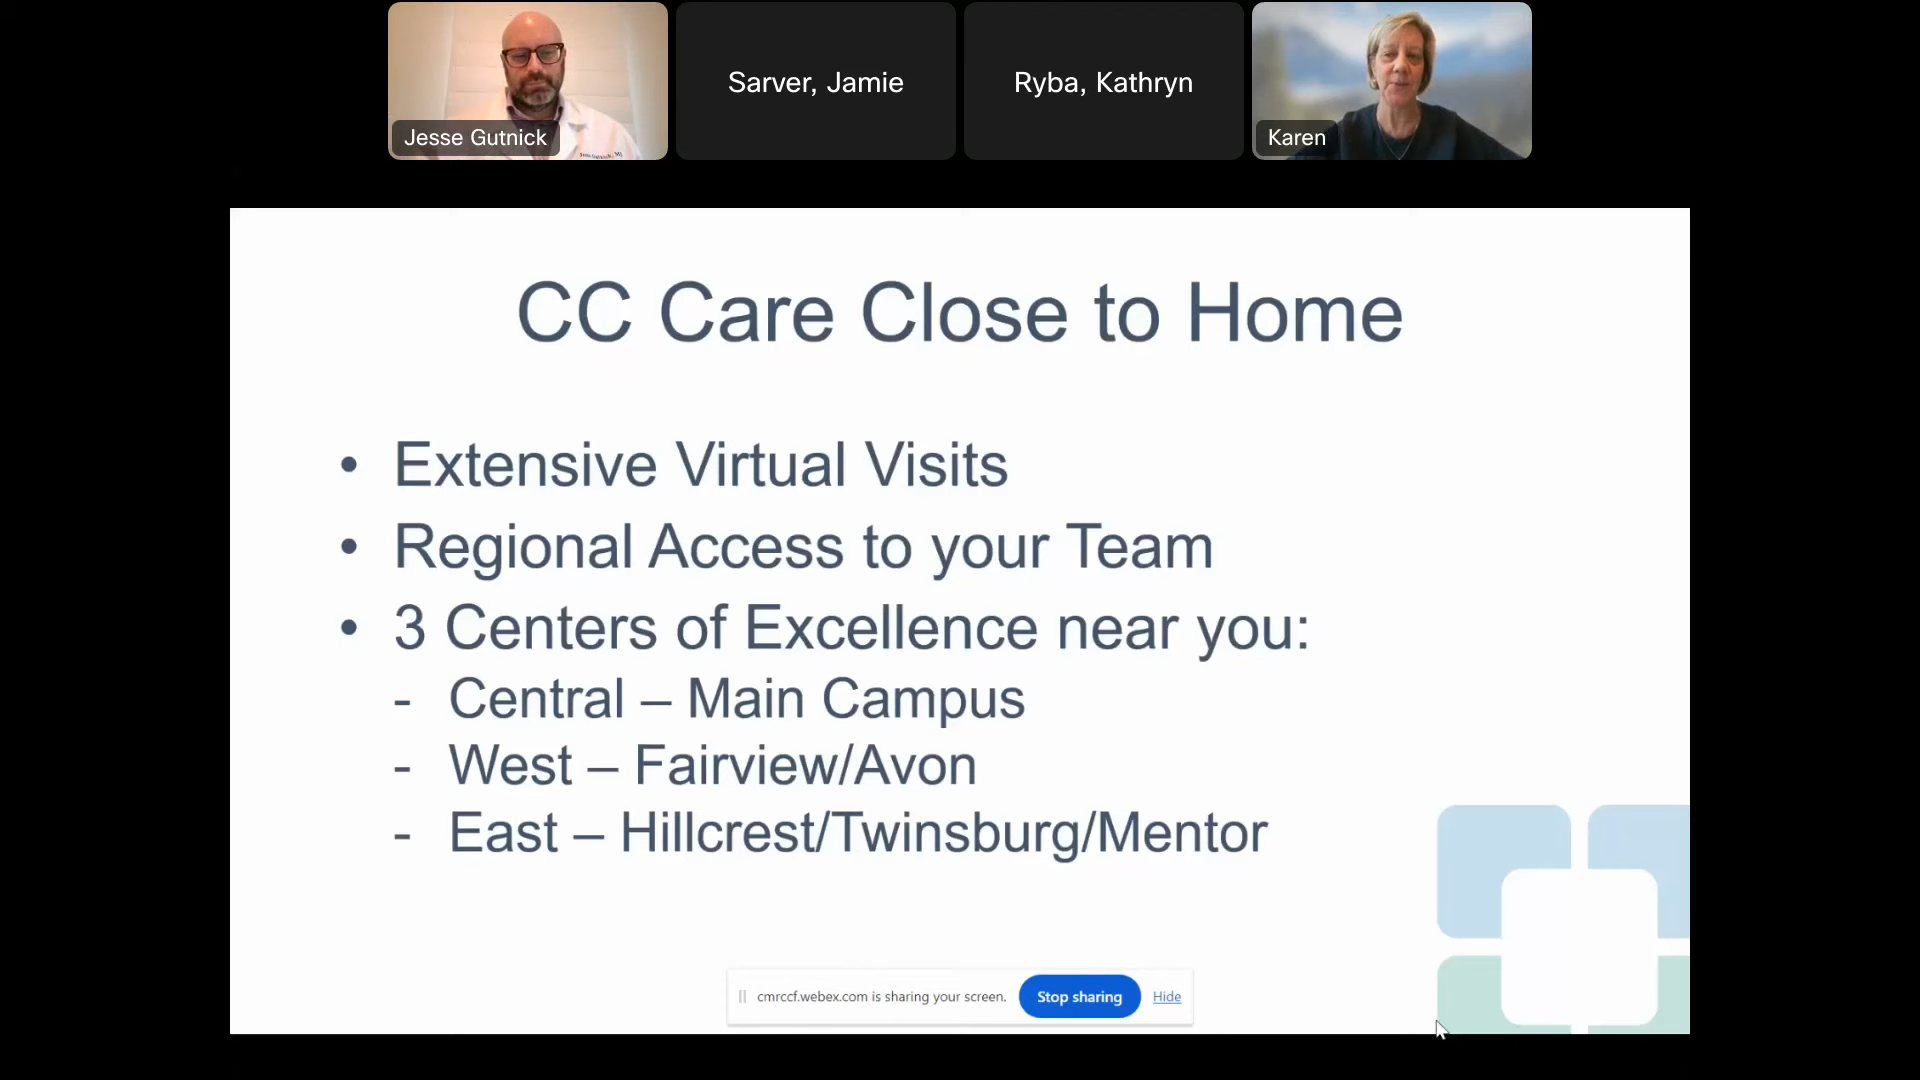 Jesse Gutnick
Sarver, Jamie
Ryba, Kathryn
Karen
CC Care Close to Home
• Extensive Virtual Visits
• Regional Access to your Team
• 3 Centers of Excellence near you:
- Central – Main Campus
- West – Fairview/Avon
- East – Hillcrest/Twinsburg/Mentor
cmrccf.webex.com is sharing your screen.
Stop sharing
Hide